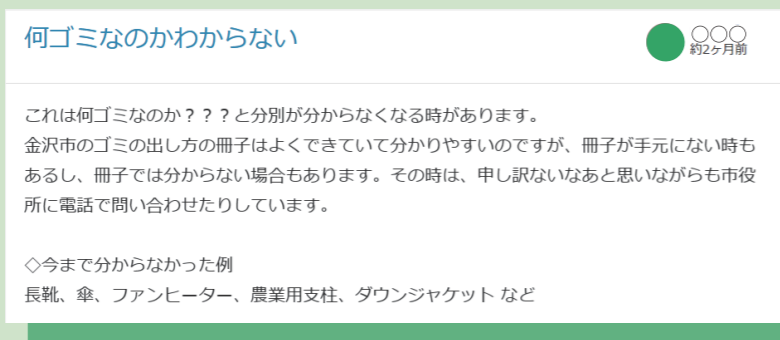 何ゴミなのかわからない
○○○
約2ヶ月前
これは何ゴミなのか？？？と分別が分からなくなる時があります。
金沢市のゴミの出し方の冊子はよくできていて分かりやすいのですが、冊子が手元にない時も
あるし、冊子では分からない場合もあります。その時は、申し訳ないなあと思いながらも市役
所に電話で問い合わせたりしています。
◇今まで分からなかった例
長靴、傘、ファンヒーター、農業用支柱、ダウンジャケット など